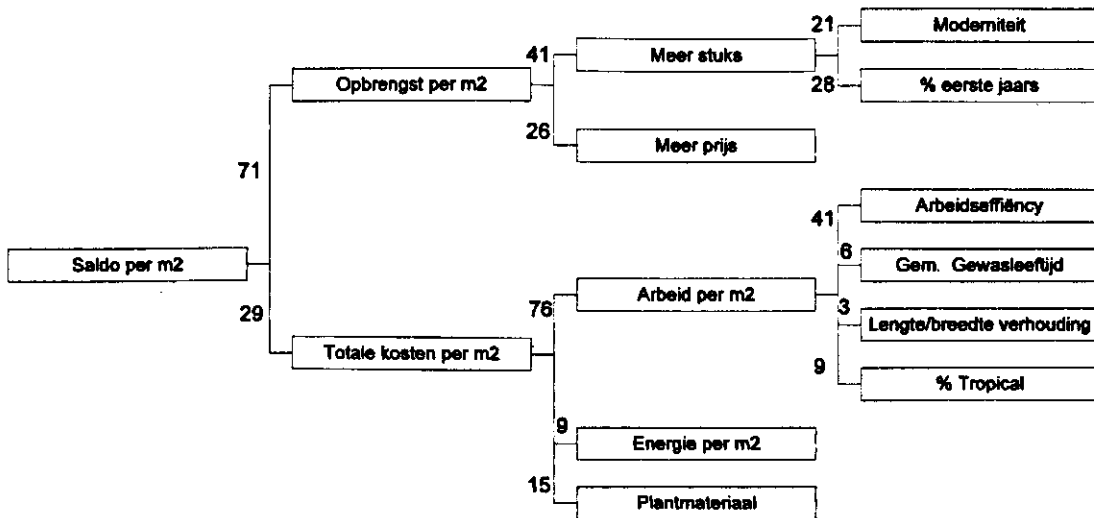 21
Moderniteit
41
Meer stuks
Opbrengst per m2
28
% eerste jaars
26
Meer prijs
71
41
Arbeidseffiëncy
Saldo per m2
6
Gem. Gewasleeftijd
29
76
Arbeid per m2
3
Lengte/breedte verhouding
Totale kosten per m2
9
% Tropical
9
Energie per m2
15
Plantmateriaal